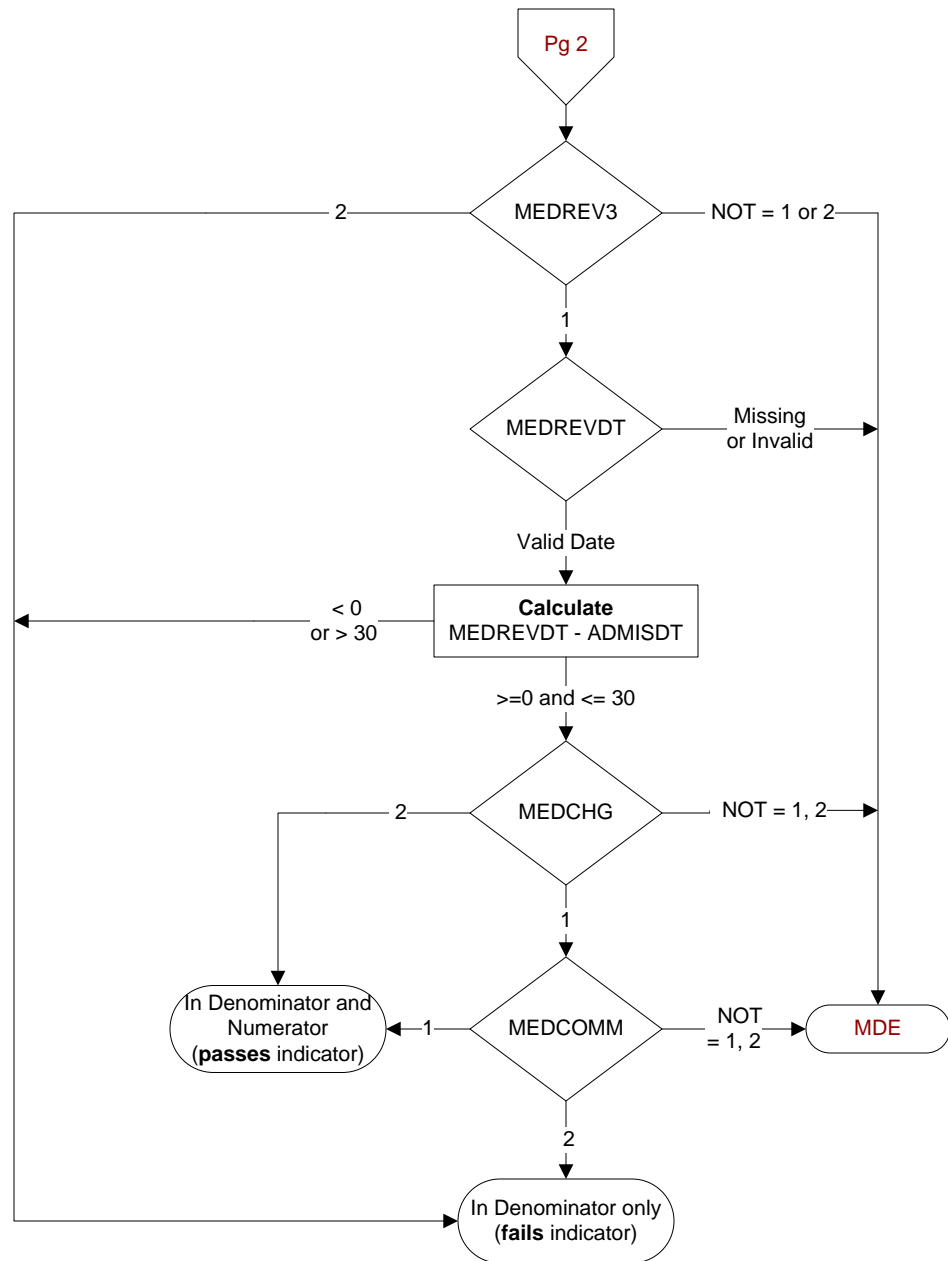 Pg 2
2
MEDREV3
NOT = 1 or 2
1
MEDREVDT
Missing
or Invalid
Valid Date
< 0
or > 30
Calculate
MEDREVDT - ADMISDT
>=0 and <= 30
2
MEDCHG
NOT = 1, 2
1
In Denominator and
Numerator
(passes indicator)
1
MEDCOMM
NOT
= 1, 2
MDE
2
In Denominator only
(fails indicator)